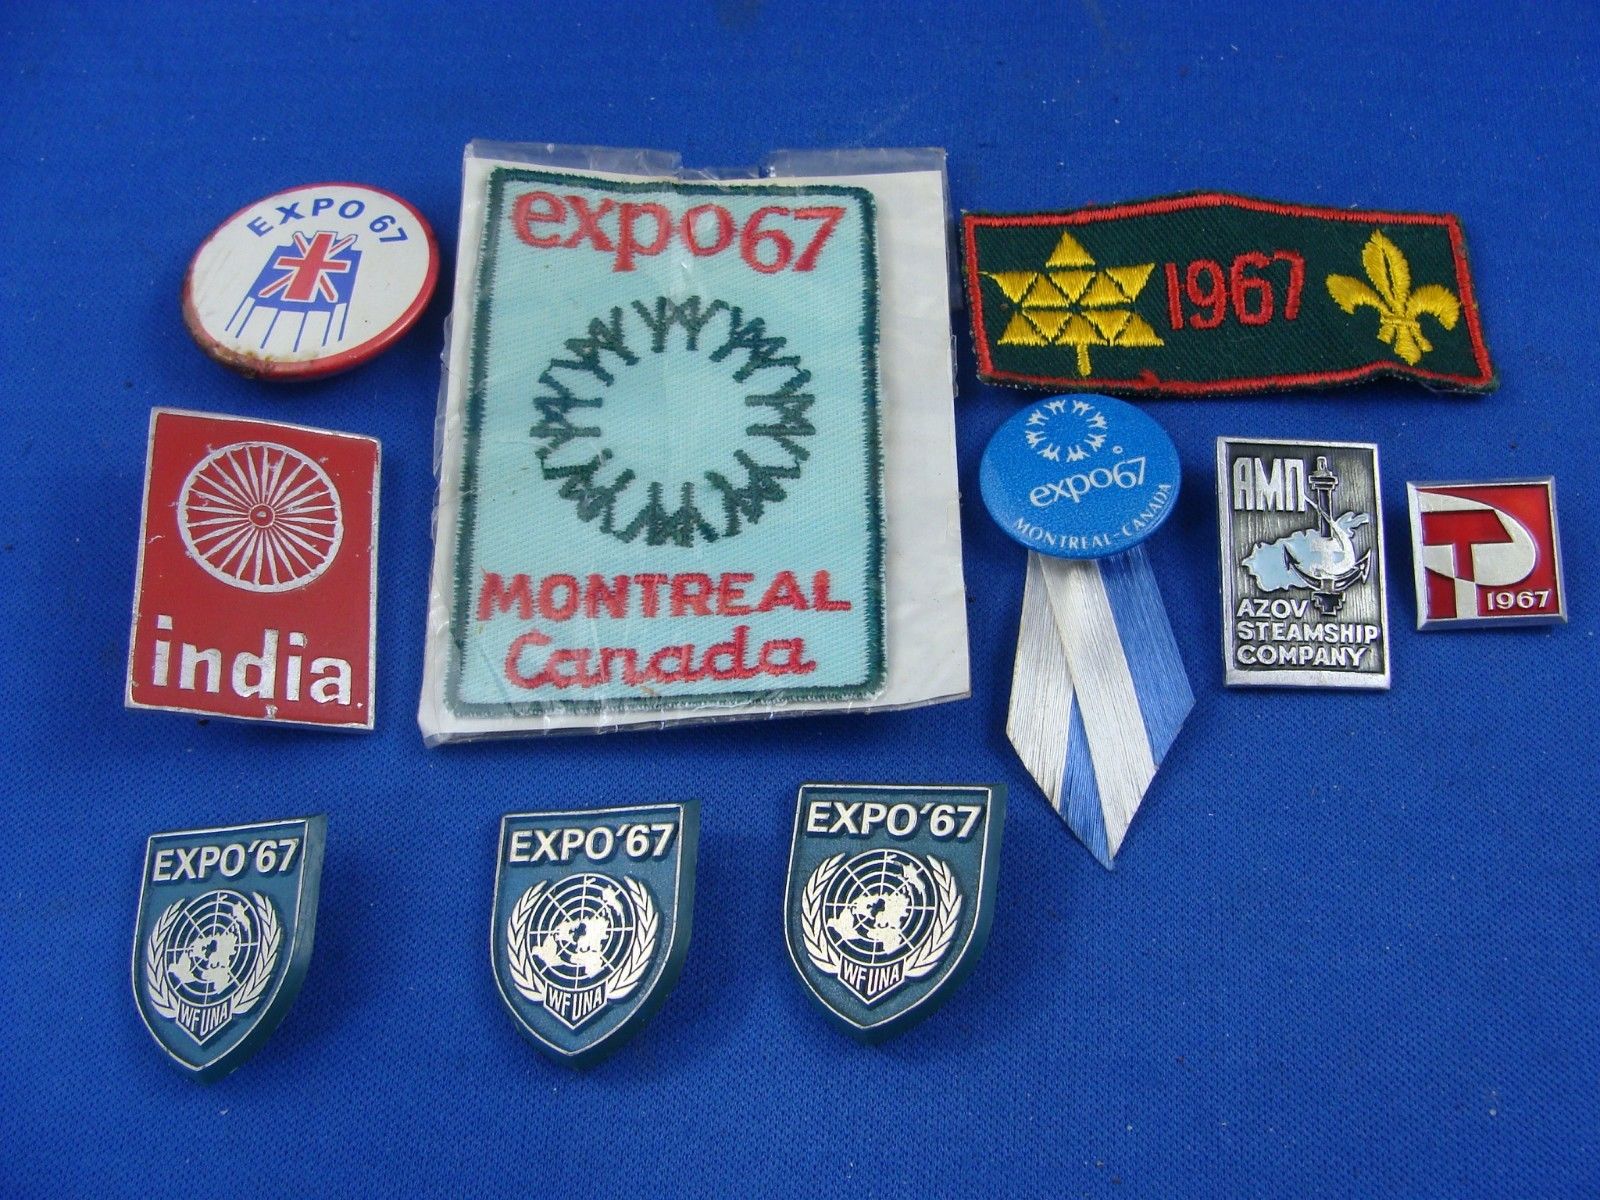 EXPO 67
expo67
MONTREAL
Canada
1967
india
expo67
MONTREAL-CANADA
АМП
AZOV
STEAMSHIP
COMPANY
T
1967
EXPO'67
WFUNA
EXPO'67
WFUNA
EXPO'67
WFUNA